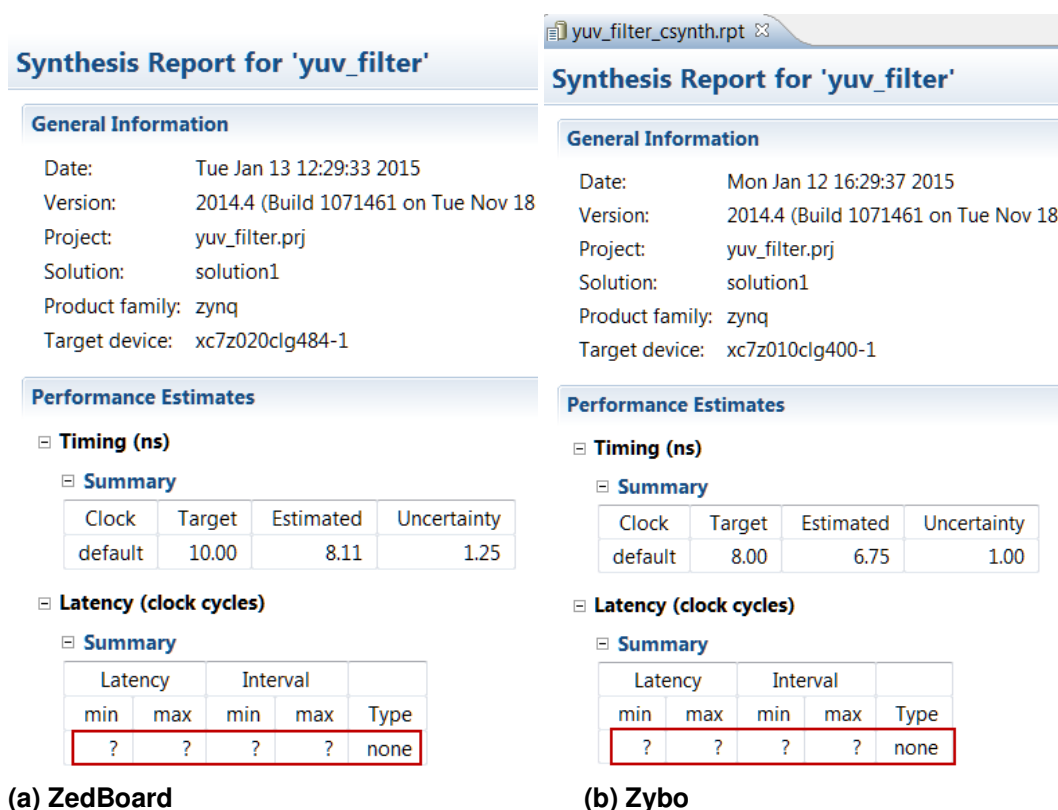 Synthesis Report for 'yuv_filter'
General Information
Date: Tue Jan 13 12:29:33 2015
Version: 2014.4 (Build 1071461 on Tue Nov 18
Project: yuv_filter.prj
Solution: solution1
Product family: zynq
Target device: xc7z020clg484-1
Performance Estimates
Timing (ns)
Summary
Clock Target Estimated Uncertainty
default 10.00 8.11 1.25
Latency (clock cycles)
Summary
Latency Interval
min max min max Type
? ? ? ? none
(a) ZedBoard
yuv_filter_csynth.rpt
Synthesis Report for 'yuv_filter'
General Information
Date: Mon Jan 12 16:29:37 2015
Version: 2014.4 (Build 1071461 on Tue Nov 18
Project: yuv_filter.prj
Solution: solution1
Product family: zynq
Target device: xc7z010clg400-1
Performance Estimates
Timing (ns)
Summary
Clock Target Estimated Uncertainty
default 8.00 6.75 1.00
Latency (clock cycles)
Summary
Latency Interval
min max min max Type
? ? ? ? none
(b) Zybo